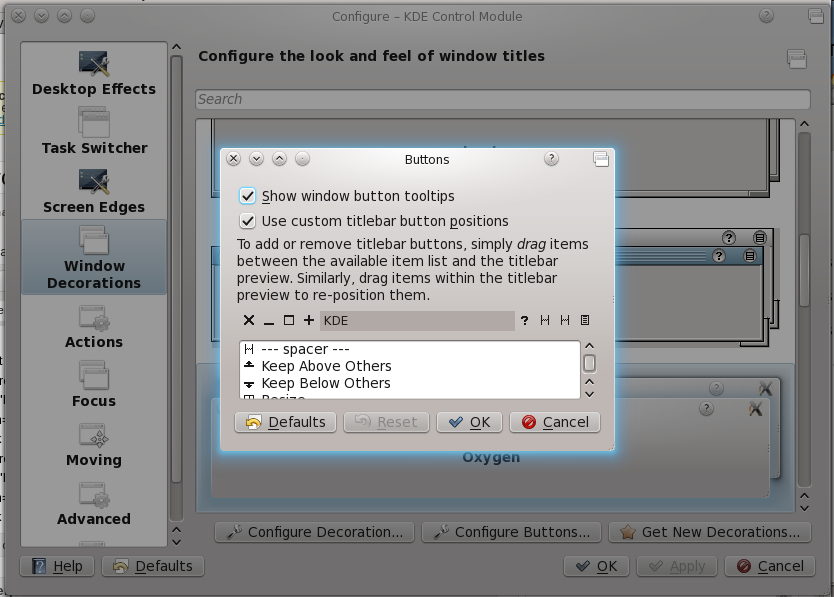 Configure – KDE Control Module
Configure the look and feel of window titles
Search
Desktop Effects
Task Switcher
Screen Edges
Window
Decorations
Actions
Focus
Moving
Advanced
Buttons
Show window button tooltips
Use custom titlebar button positions
To add or remove titlebar buttons, simply drag items
between the available item list and the titlebar
preview. Similarly, drag items within the titlebar
preview to re-position them.
KDE
--- spacer ---
Keep Above Others
Keep Below Others
Resize
Defaults Reset OK Cancel
Oxygen
Configure Decoration... Configure Buttons... Get New Decorations...
Help Defaults OK Apply Cancel